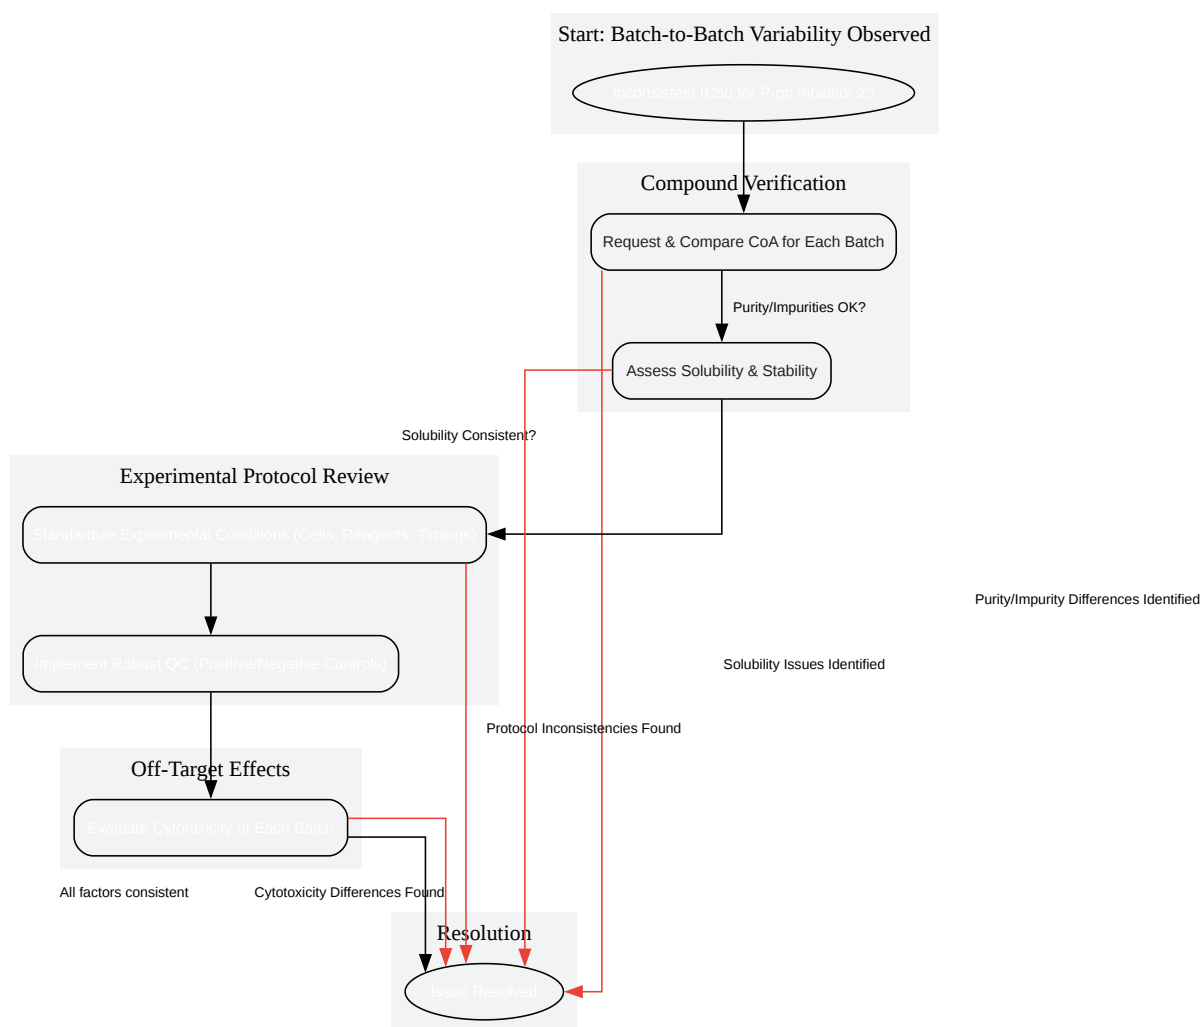 Start: Batch-to-Batch Variability Observed
Inconsistent IC50 for P-gp Inhibitor 23
Compound Verification
Request & Compare CoA for Each Batch
Purity/Impurities OK?
Assess Solubility & Stability
Solubility Consistent?
Experimental Protocol Review
Standardize Experimental Conditions (Cells, Reagents, Timings)
Purity/Impurity Differences Identified
Implement Robust QC (Positive/Negative Controls)
Solubility Issues Identified
Protocol Inconsistencies Found
Off-Target Effects
Evaluate Cytotoxicity of Each Batch
All factors consistent
Cytotoxicity Differences Found
Resolution
Issue Resolved